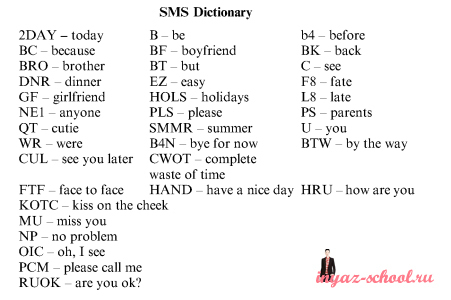 SMS Dictionary
2DAY – today B – be b4 – before
BC – because BF – boyfriend BK – back
BRO – brother BT – but C – see
DNR – dinner EZ – easy F8 – fate
GF – girlfriend HOLS – holidays L8 – late
NE1 – anyone PLS – please PS – parents
QT – cutie SMMR – summer U – you
WR – were B4N – bye for now BTW – by the way
CUL – see you later CWOT – complete
waste of time
FTF – face to face HAND – have a nice day HRU – how are you
KOTC – kiss on the cheek
MU – miss you
NP – no problem
OIC – oh, I see
PCM – please call me
RUOK – are you ok?
inyaz-school.ru